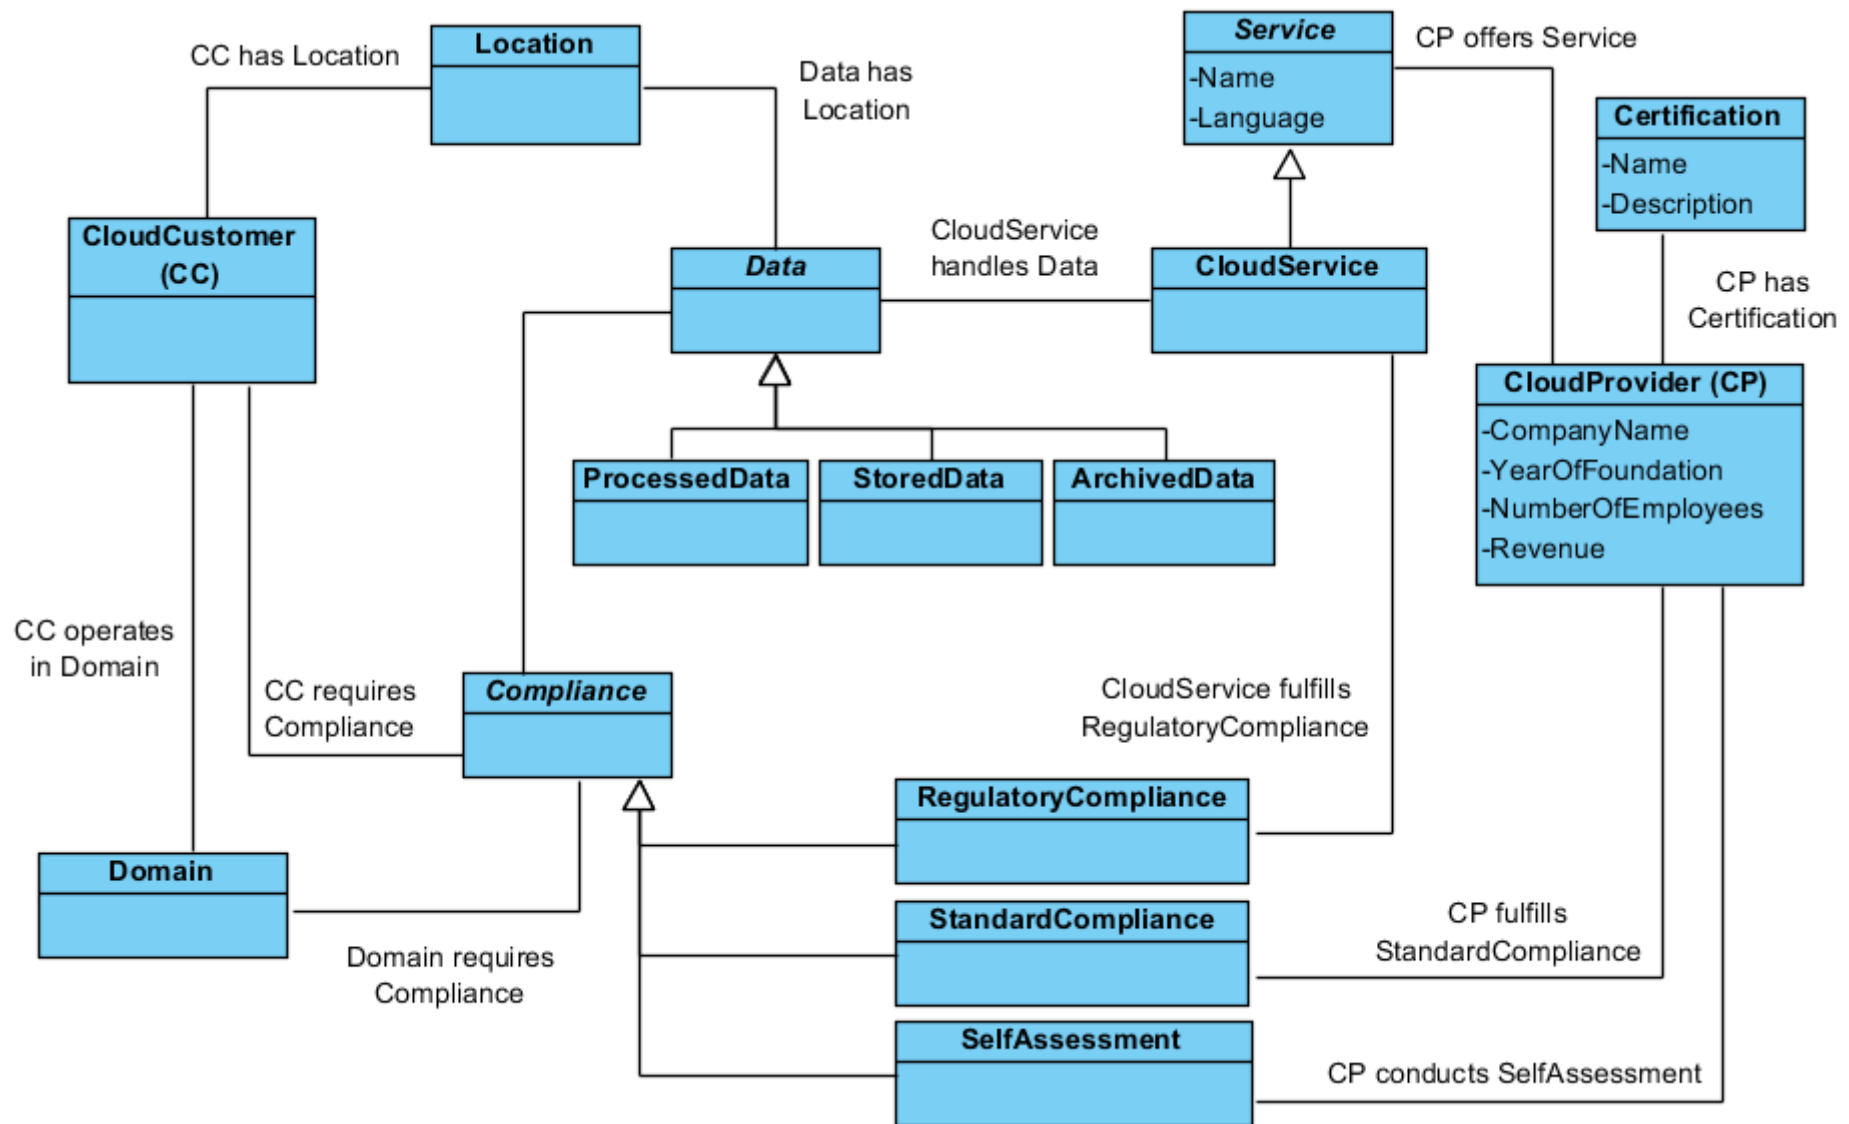 CC has Location
Location
Data has
Location
Service
-Name
-Language
CP offers Service
Certification
-Name
-Description
CloudCustomer
(CC)
Data
CloudService
handles Data
CloudService
CP has
Certification
CloudProvider (CP)
-CompanyName
-YearOfFoundation
-NumberOfEmployees
-Revenue
ProcessedData
StoredData
ArchivedData
CC operates
in Domain
CC requires
Compliance
Compliance
CloudService fulfills
RegulatoryCompliance
RegulatoryCompliance
Domain
Domain requires
Compliance
StandardCompliance
CP fulfills
StandardCompliance
SelfAssessment
CP conducts SelfAssessment